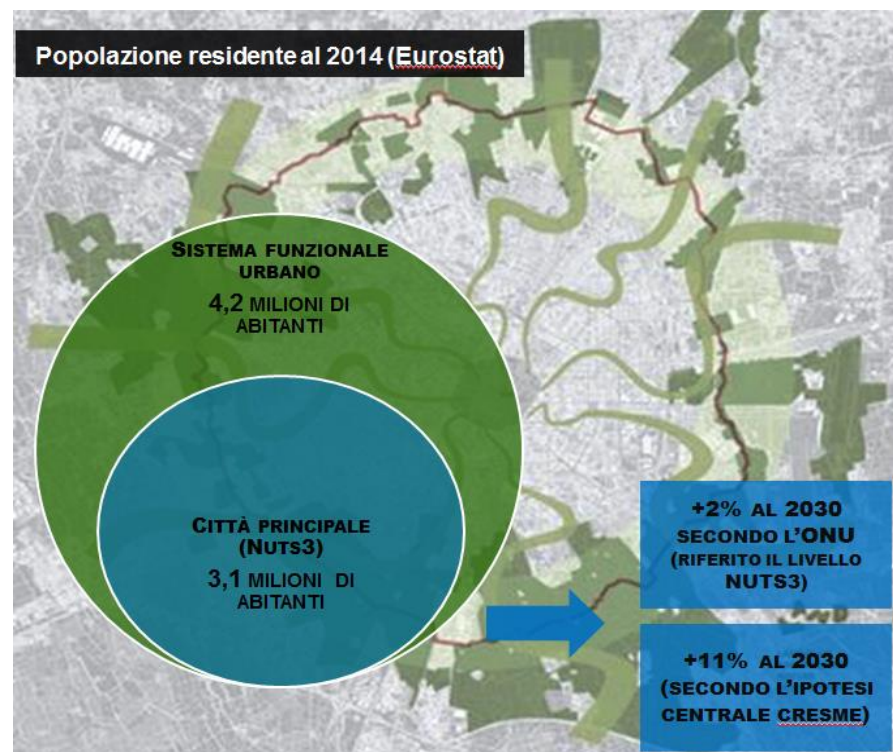 Popolazione residente al 2014 (Eurostat)
SISTEMA FUNZIONALE
URBANO
4,2 MILIONI DI
ABITANTI
CITTÀ PRINCIPALE
(NUTS3)
3,1 MILIONI DI
ABITANTI
+2% AL 2030
SECONDO L'ONU
(RIFERITO IL LIVELLO
NUTS3)
+11% AL 2030
(SECONDO L'IPOTESI
CENTRALE CRESME)